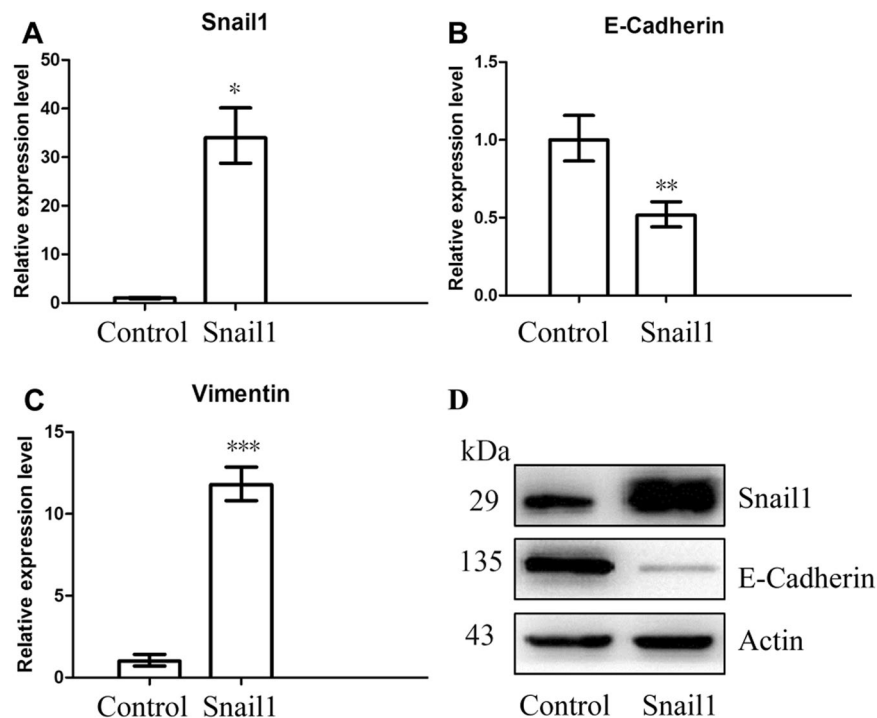 A
Snail1
Relative expression level
50
40
30
20
10
0
*
Control Snail1
B
E-Cadherin
Relative expression level
1.5
1.0
0.5
0.0
**
Control Snail1
C
Vimentin
Relative expression level
15
10
5
0
***
Control Snail1
D
kDa
29 Snail1
135 E-Cadherin
43 Actin
Control Snail1